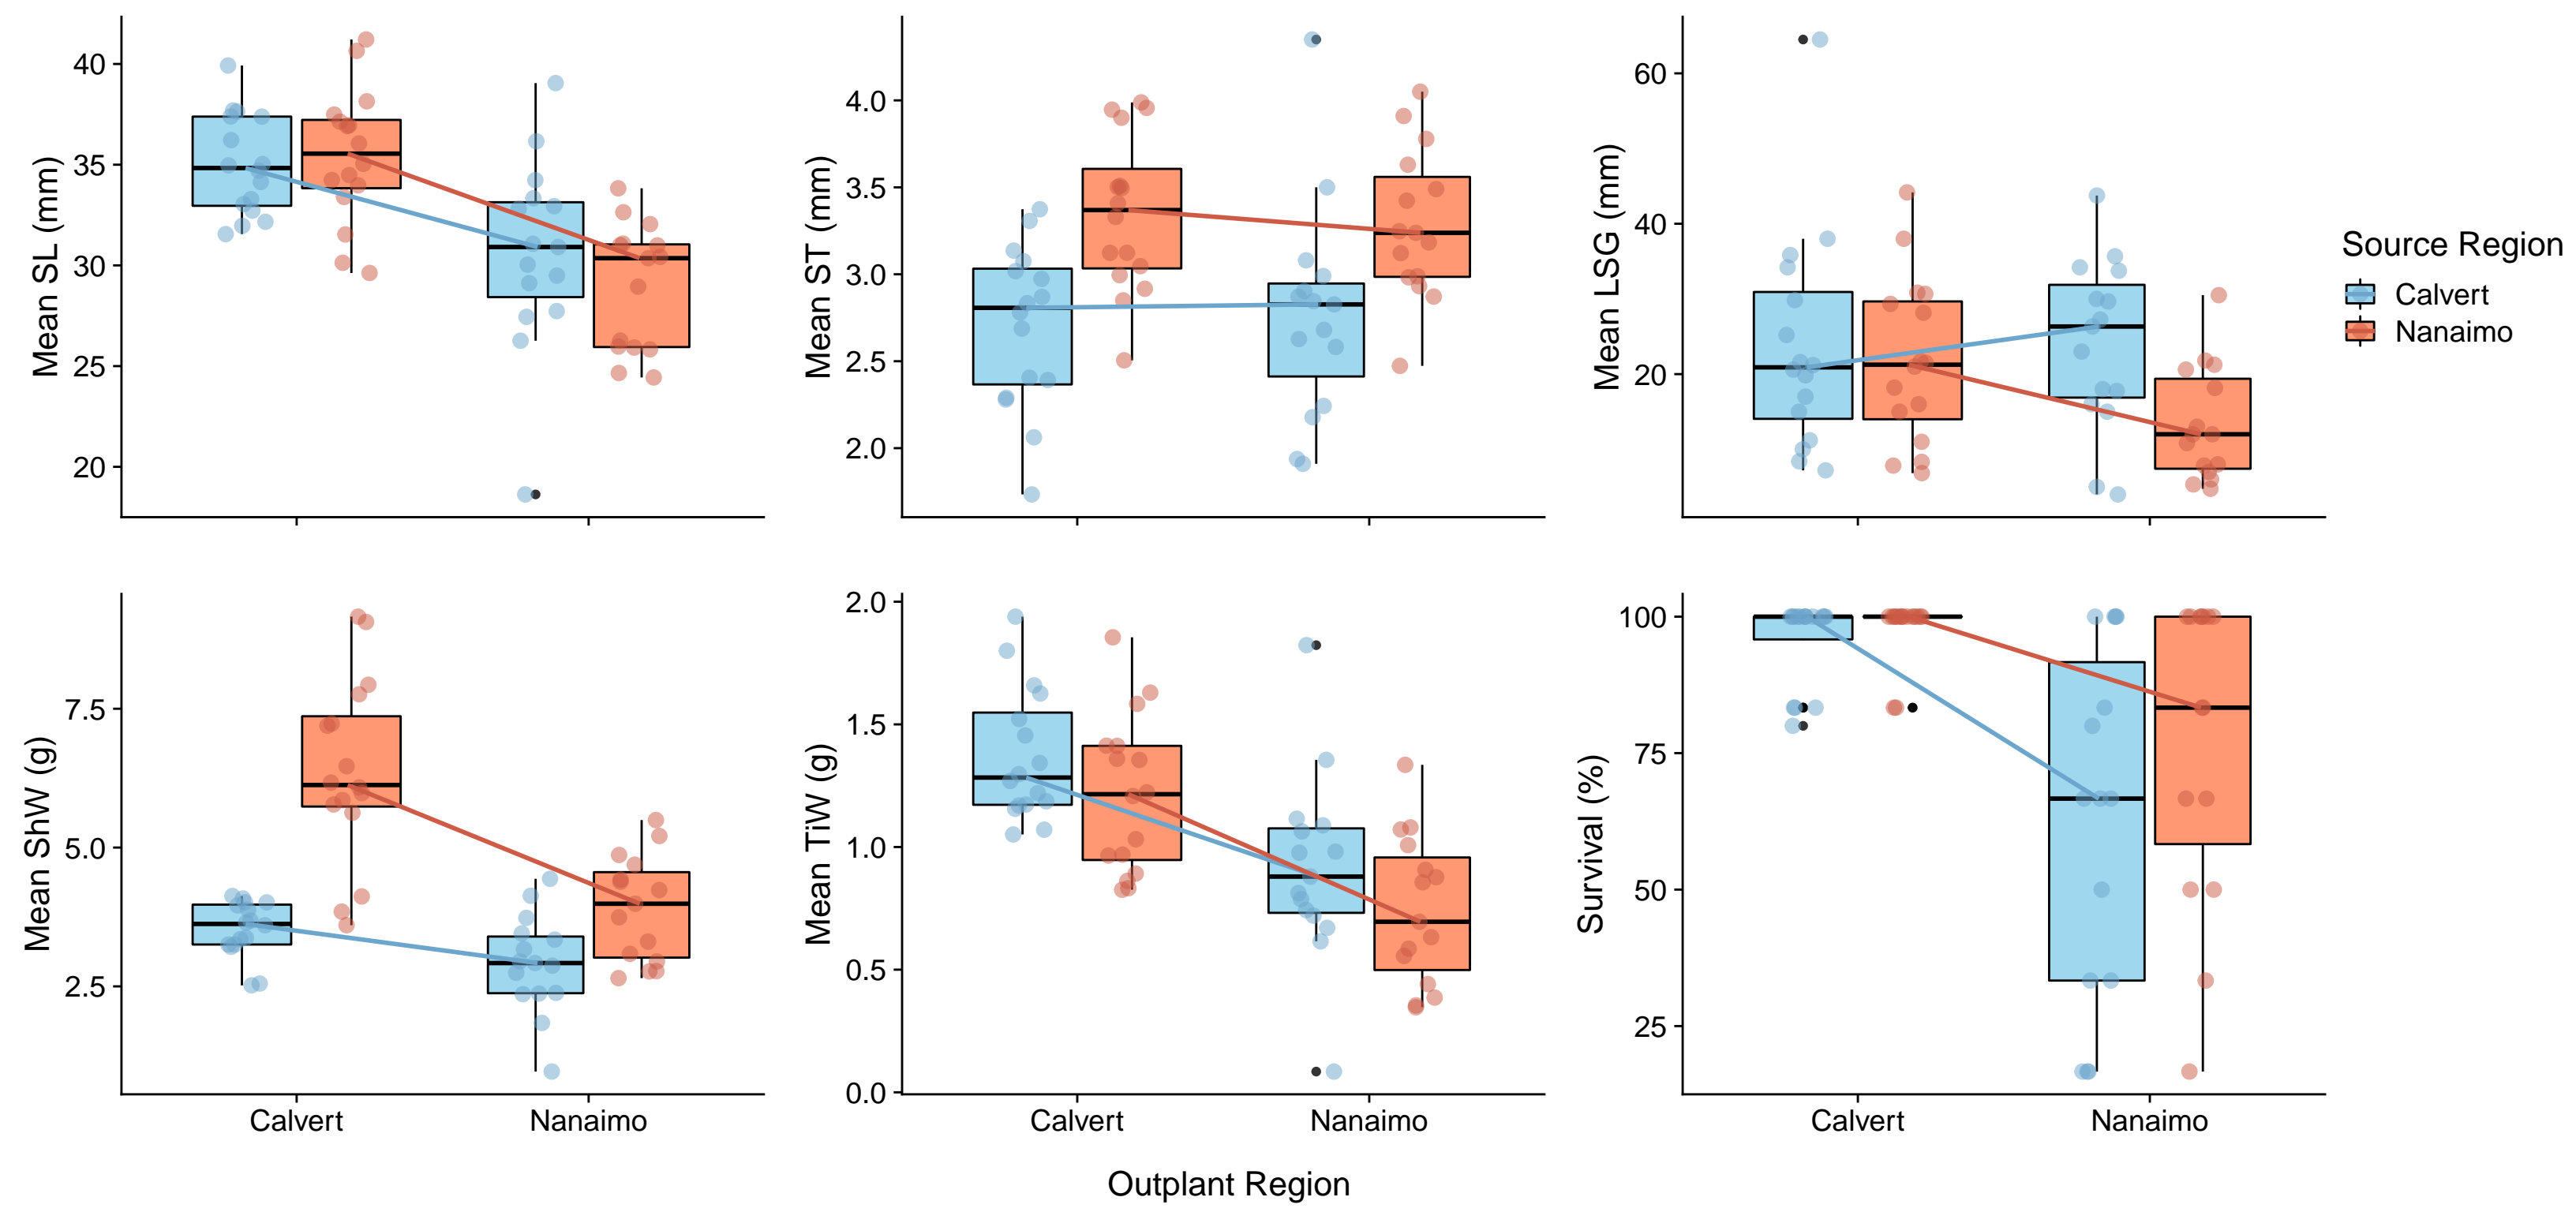 Mean SL (mm)
40
35
30
25
20
Mean ST (mm)
4.0
3.5
3.0
2.5
2.0
Mean LSG (mm)
60
40
20
Source Region
Calvert
Nanaimo
Mean ShW (g)
7.5
5.0
2.5
Calvert
Nanaimo
Mean TiW (g)
2.0
1.5
1.0
0.5
0.0
Calvert
Nanaimo
Survival (%)
100
75
50
25
Calvert
Nanaimo
Outplant Region